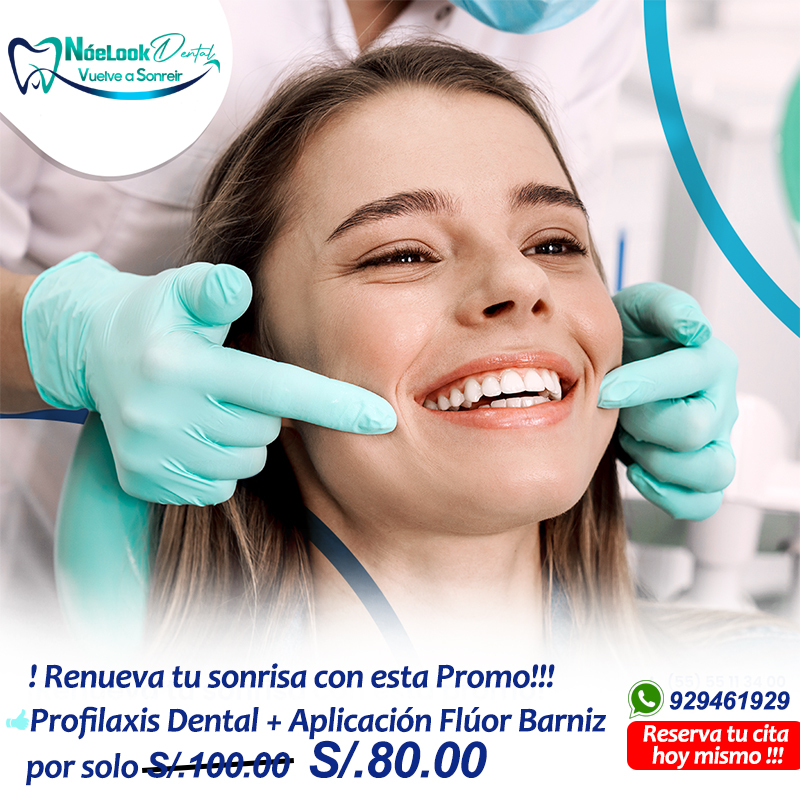 NóeLook Dental
Vuelve a Sonreir
! Renueva tu sonrisa con esta Promo!!!
Profilaxis Dental + Aplicación Flúor Barniz
por solo S/.100.00 S/.80.00
929461929
Reserva tu cita
hoy mismo !!!